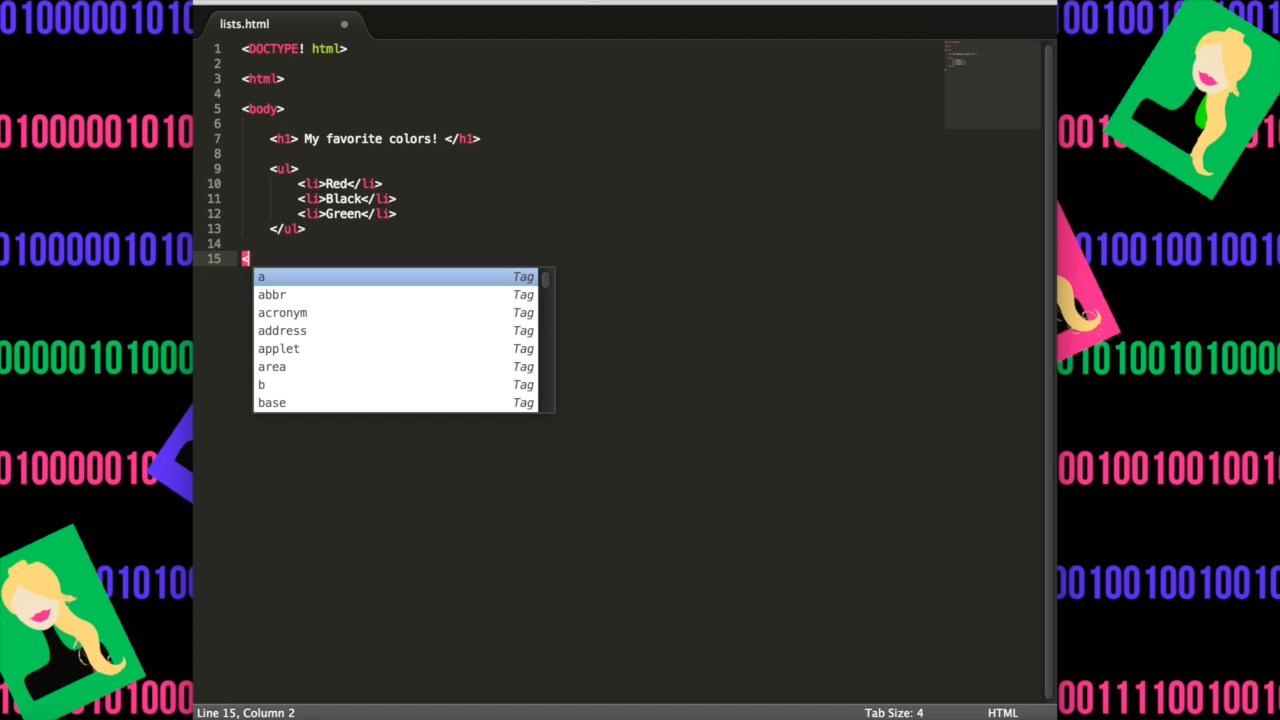 lists.html
1 <DOCTYPE! html>
2
3 <html>
4
5 <body>
6
7 <h1> My favorite colors! </h1>
8
9 <ul>
10 <li>Red</li>
11 <li>Black</li>
12 <li>Green</li>
13 </ul>
14
15 <
a Tag
abbr Tag
acronym Tag
address Tag
applet Tag
area Tag
b Tag
base Tag
Line 15, Column 2 Tab Size: 4 HTML